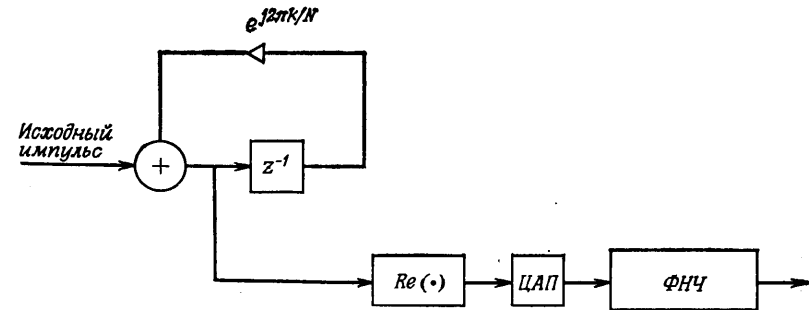 e^{j2πk/N}
Исходный
импульс
+
z^{-1}
Re(•)
ЦАП
ФНЧ